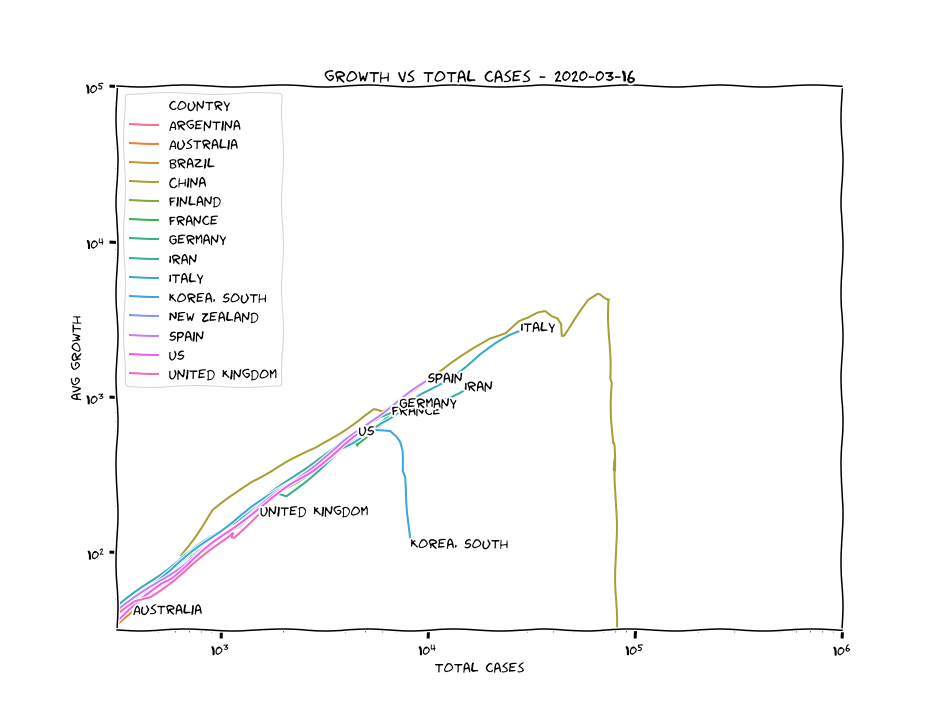 GROWTH VS TOTAL CASES - 2020-03-16
10⁵
COUNTRY
ARGENTINA
AUSTRALIA
BRAZIL
CHINA
FINLAND
FRANCE
GERMANY
IRAN
ITALY
KOREA, SOUTH
NEW ZEALAND
SPAIN
US
UNITED KINGDOM
10⁴
AVG GROWTH
10³
10²
ITALY
SPAIN
IRAN
GERMANY
FRANCE
US
UNITED KINGDOM
KOREA, SOUTH
AUSTRALIA
10³ 10⁴ 10⁵ 10⁶
TOTAL CASES